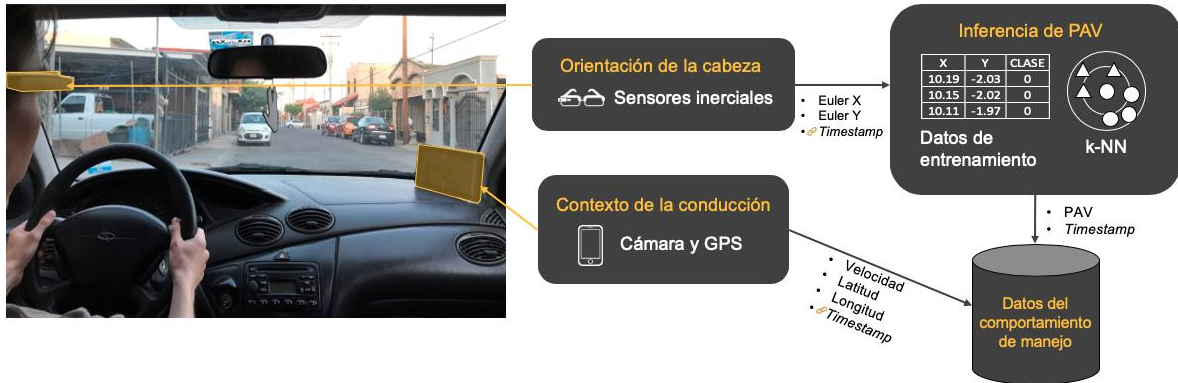 Orientación de la cabeza
Sensores inerciales
• Euler X
• Euler Y
• Timestamp
Inferencia de PAV
X Y CLASE
10.19 -2.03 0
10.15 -2.02 0
10.11 -1.97 0
Datos de
entrenamiento
k-NN
Contexto de la conducción
Cámara y GPS
• Velocidad
• Latitud
• Longitud
• Timestamp
• PAV
• Timestamp
Datos del
comportamiento
de manejo